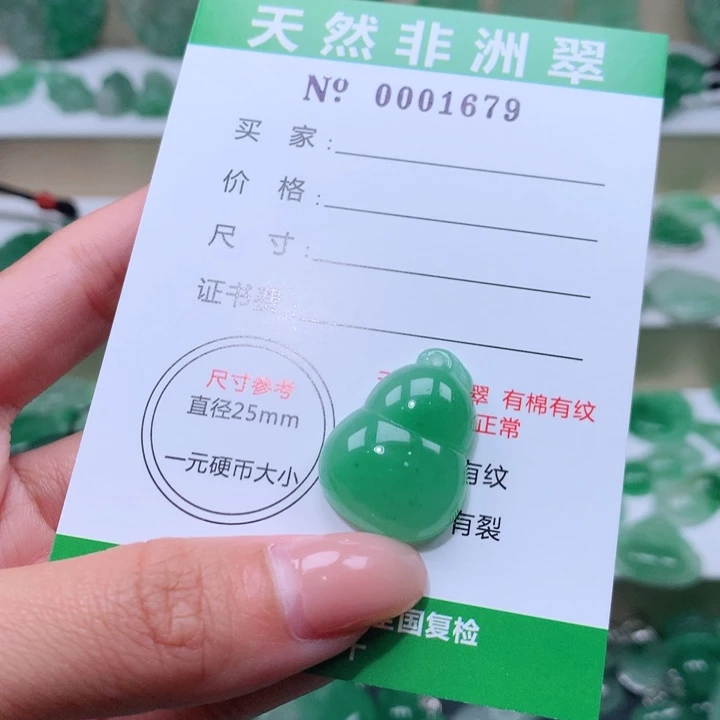 天然非洲翠
Nº 0001679
买 家：
价 格：
尺 寸：
证书费：
尺寸参考
直径25mm
一元硬币大小
翠 有棉有纹
正常
有纹
有裂
全国复检